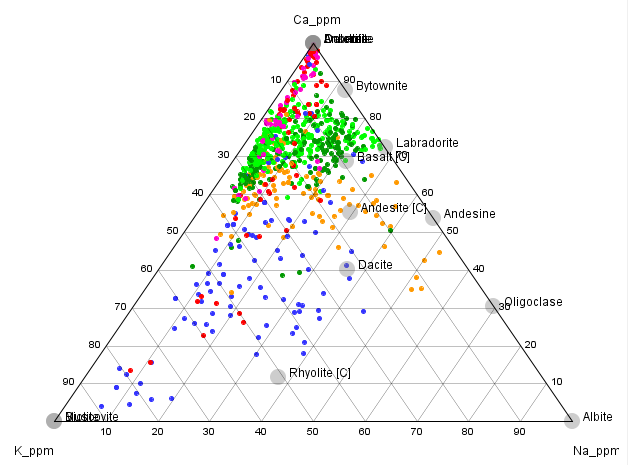 Ca_ppm
10
90
Bytownite
20
80
Labradorite
30
70
Basalt [C]
40
60
Andesite [C]
Andesine
50
50
60
Dacite
40
70
Oligoclase
30
80
20
Rhyolite [C]
90
10
Muscovite
Albite
10
20
30
40
50
60
70
80
90
K_ppm
Na_ppm